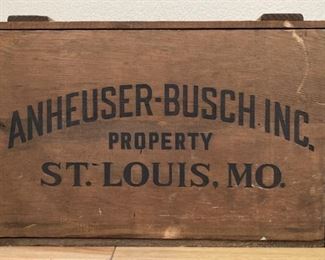 ANHEUSER-BUSCH INC.
PROPERTY
ST. LOUIS, MO.